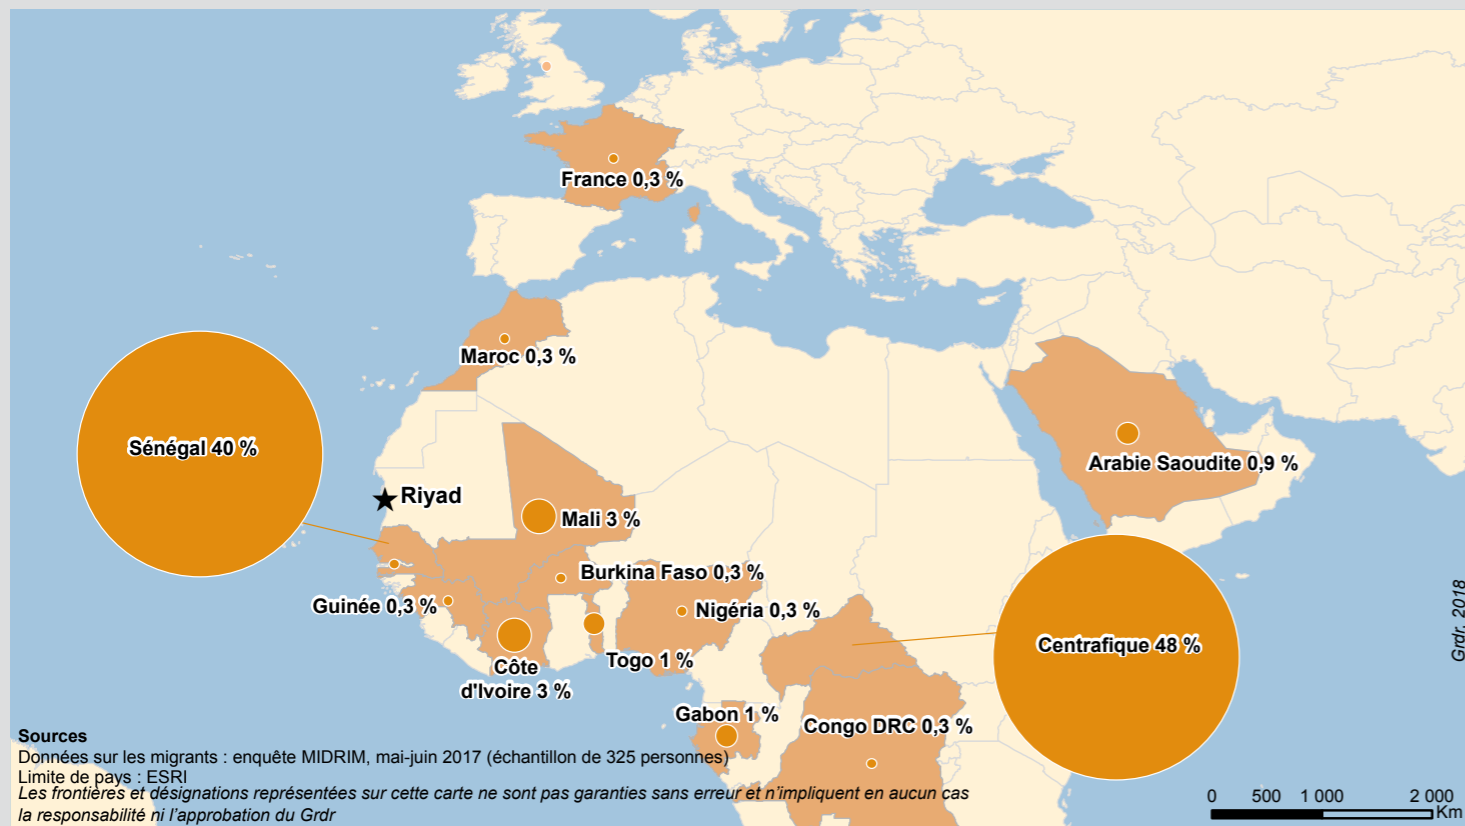 France 0,3 %
Maroc 0,3 %
Sénégal 40 %
Arabie Saoudite 0,9 %
Riyad
Mali 3 %
Burkina Faso 0,3 %
Guinée 0,3 %
Nigéria 0,3 %
Centrafique 48 %
Côte
d'Ivoire 3 %
Togo 1 %
Gabon 1 %
Congo DRC 0,3 %
Grdr, 2018
Sources
Données sur les migrants : enquête MIDRIM, mai-juin 2017 (échantillon de 325 personnes)
Limite de pays : ESRI
Les frontières et désignations représentées sur cette carte ne sont pas garanties sans erreur et n'impliquent en aucun cas
la responsabilité ni l'approbation du Grdr
0 500 1 000 2 000
Km